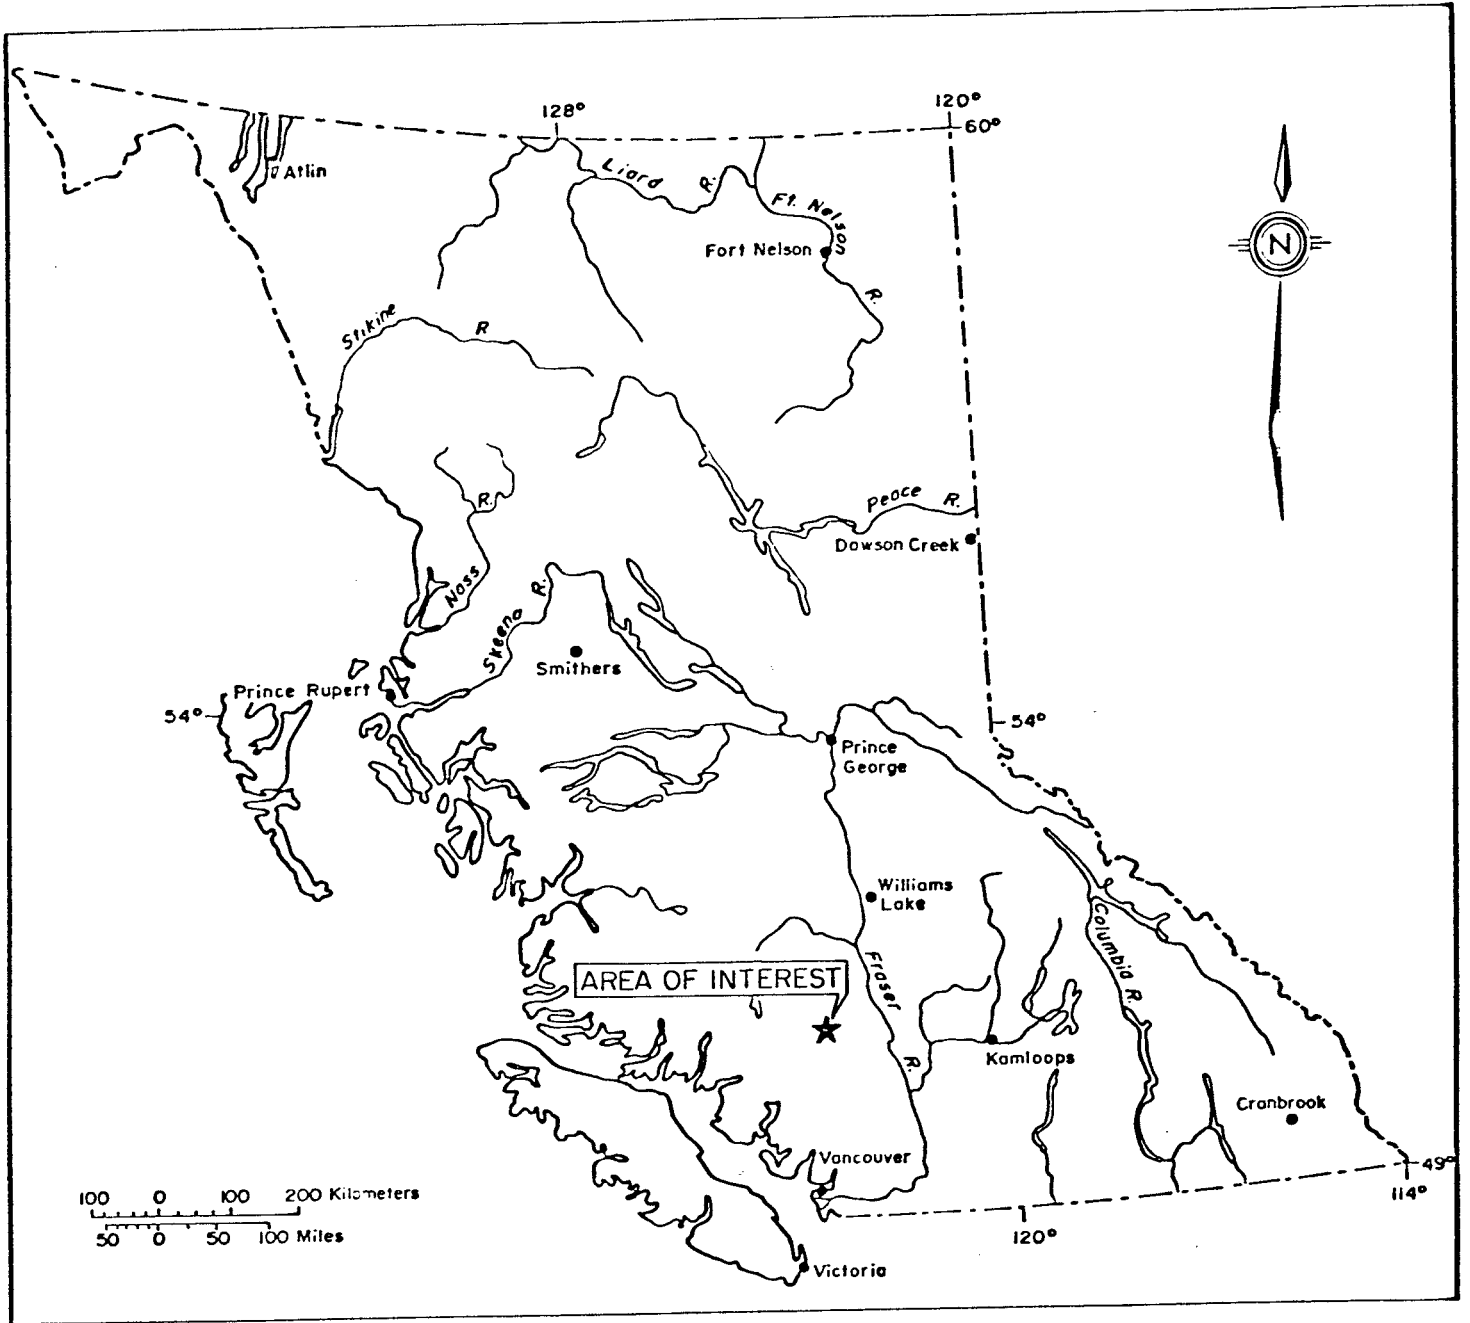 128°
120°
60°
Atlin
Liard R.
Ft. Nelson R.
Fort Nelson
N
Stikine R
Peace R.
Dawson Creek
R.
Nass
Skeena R.
Smithers
Prince Rupert
54°
54°
Prince
George
Williams
Lake
Columbia R.
AREA OF INTEREST
Fraser R.
Kamloops
Cranbrook
Vancouver
49°
114°
120°
100 0 100 200 Kilometers
50 0 50 100 Miles
Victoria